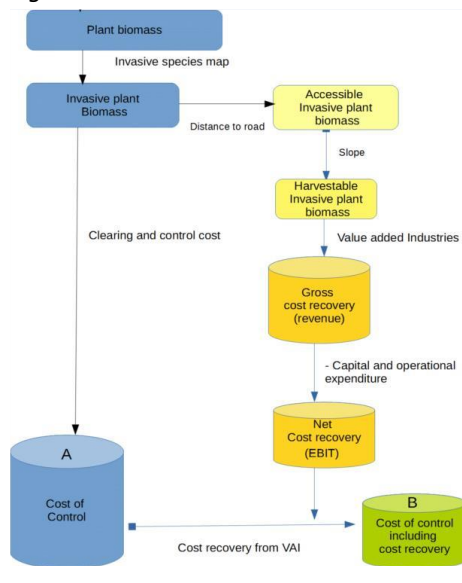 Plant biomass
Invasive species map
Invasive plant
Biomass
Distance to road
Accessible
Invasive plant
biomass
Slope
Harvestable
Invasive plant
biomass
Clearing and control cost
Value added Industries
Gross
cost recovery
(revenue)
- Capital and operational
expenditure
Net
Cost recovery
(EBIT)
A
Cost of
Control
Cost recovery from VAI
B
Cost of control
including
cost recovery